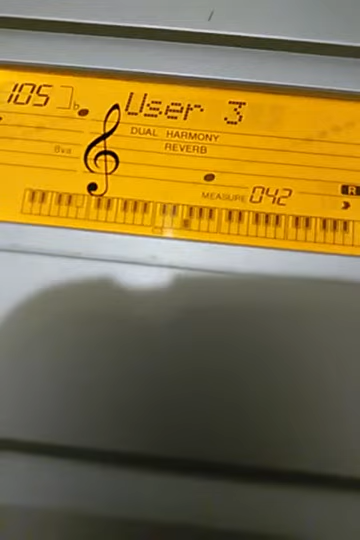 105 User 3
DUAL HARMONY
REVERB
8va
MEASURE 042
R